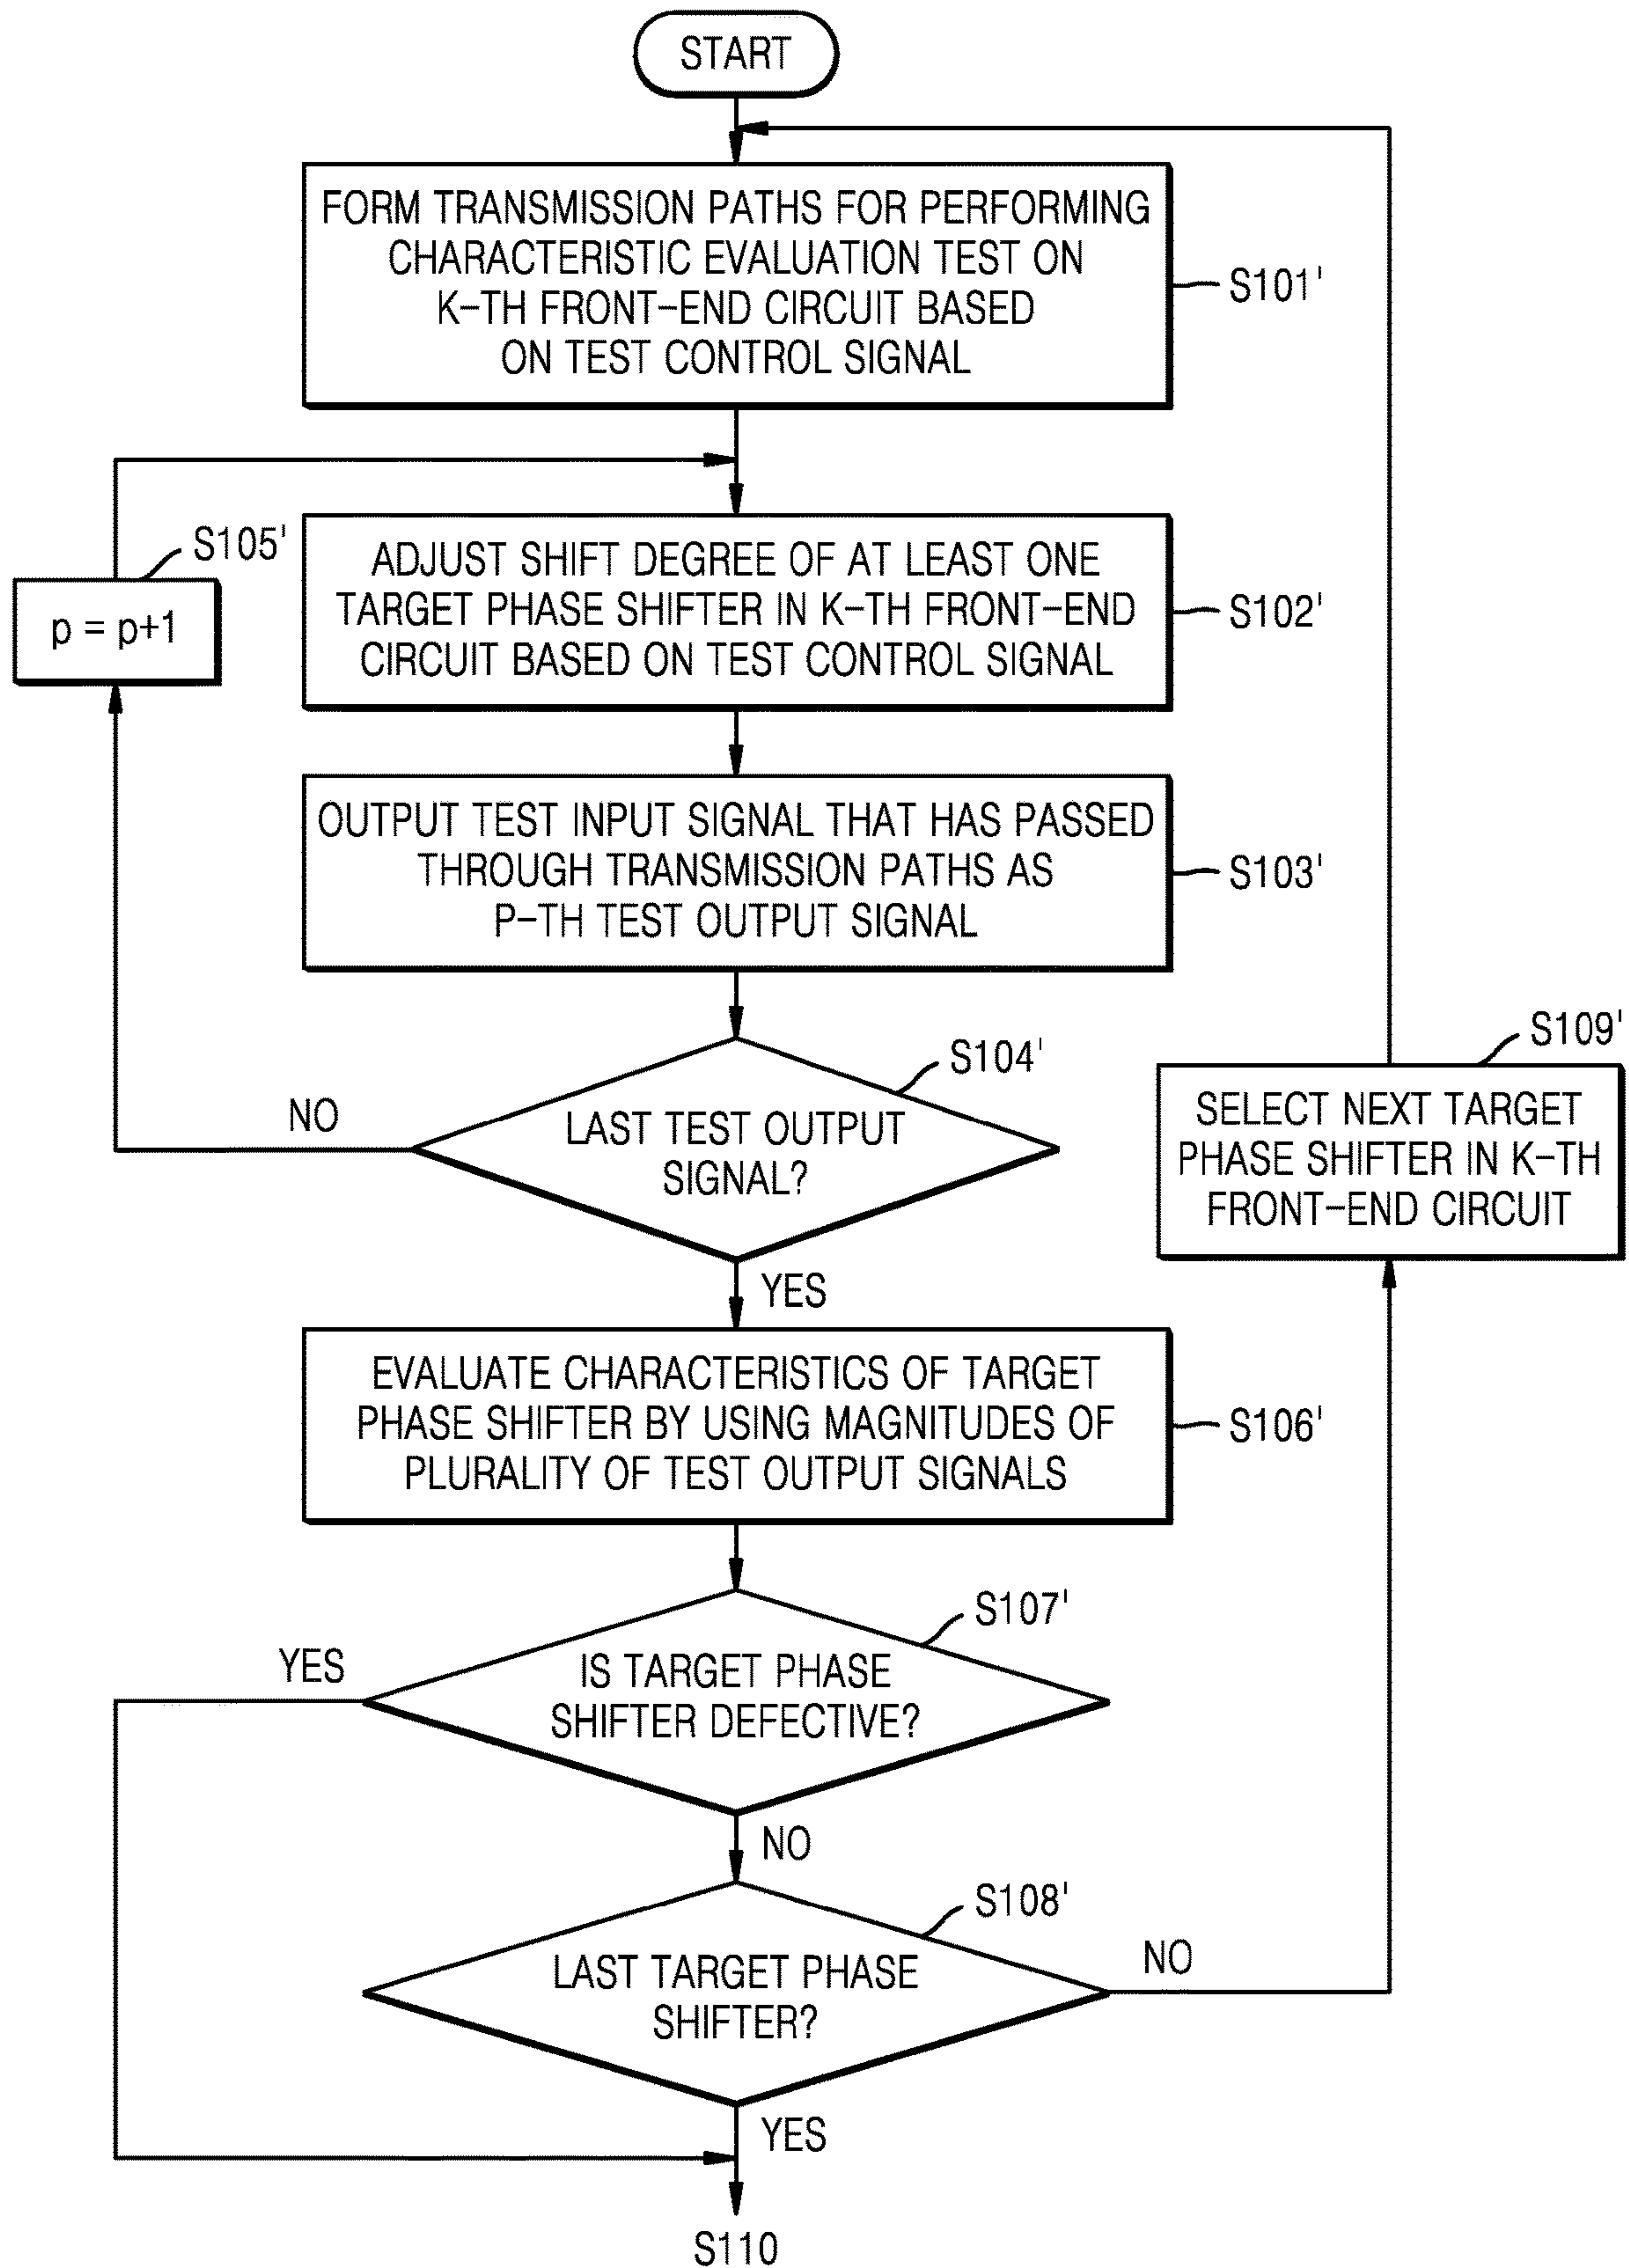 START
FORM TRANSMISSION PATHS FOR PERFORMING
CHARACTERISTIC EVALUATION TEST ON
K-TH FRONT-END CIRCUIT BASED
ON TEST CONTROL SIGNAL
S101'
S105'
p = p+1
ADJUST SHIFT DEGREE OF AT LEAST ONE
TARGET PHASE SHIFTER IN K-TH FRONT-END
CIRCUIT BASED ON TEST CONTROL SIGNAL
S102'
OUTPUT TEST INPUT SIGNAL THAT HAS PASSED
THROUGH TRANSMISSION PATHS AS
P-TH TEST OUTPUT SIGNAL
S103'
S104'
NO
LAST TEST OUTPUT
SIGNAL?
YES
S109'
SELECT NEXT TARGET
PHASE SHIFTER IN K-TH
FRONT-END CIRCUIT
EVALUATE CHARACTERISTICS OF TARGET
PHASE SHIFTER BY USING MAGNITUDES OF
PLURALITY OF TEST OUTPUT SIGNALS
S106'
S107'
YES
IS TARGET PHASE
SHIFTER DEFECTIVE?
NO
S108'
LAST TARGET PHASE
SHIFTER?
NO
YES
S110